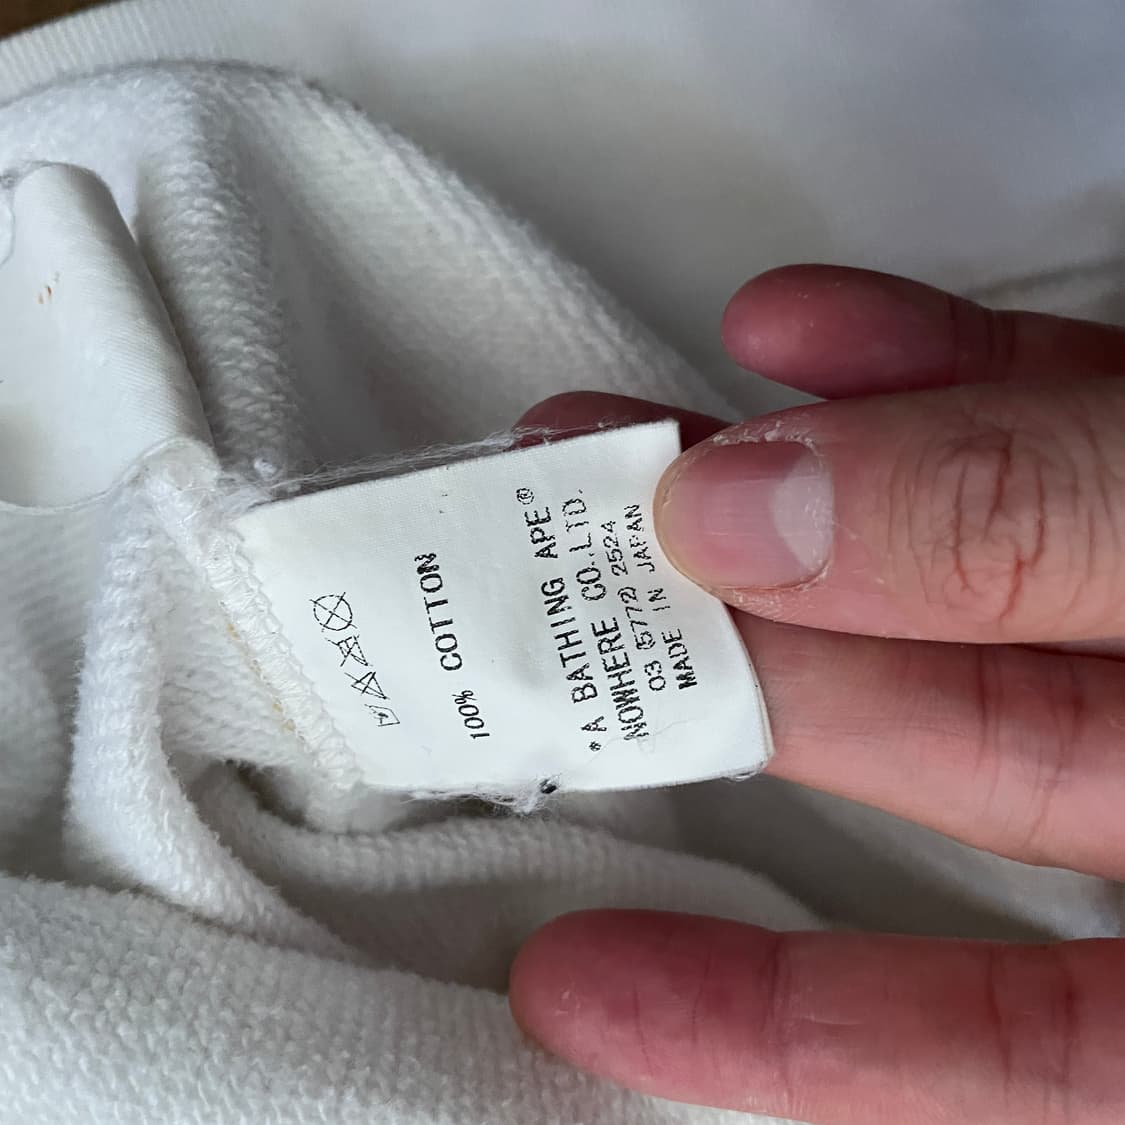 100% COTTON
*A BATHING APE®
NOWHERE CO.,LTD.
03 (5772) 2524
MADE IN JAPAN